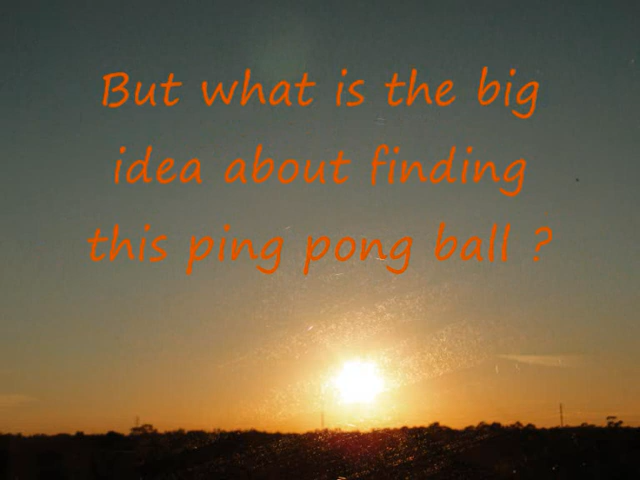 But what is the big
idea about finding
this ping pong ball ?